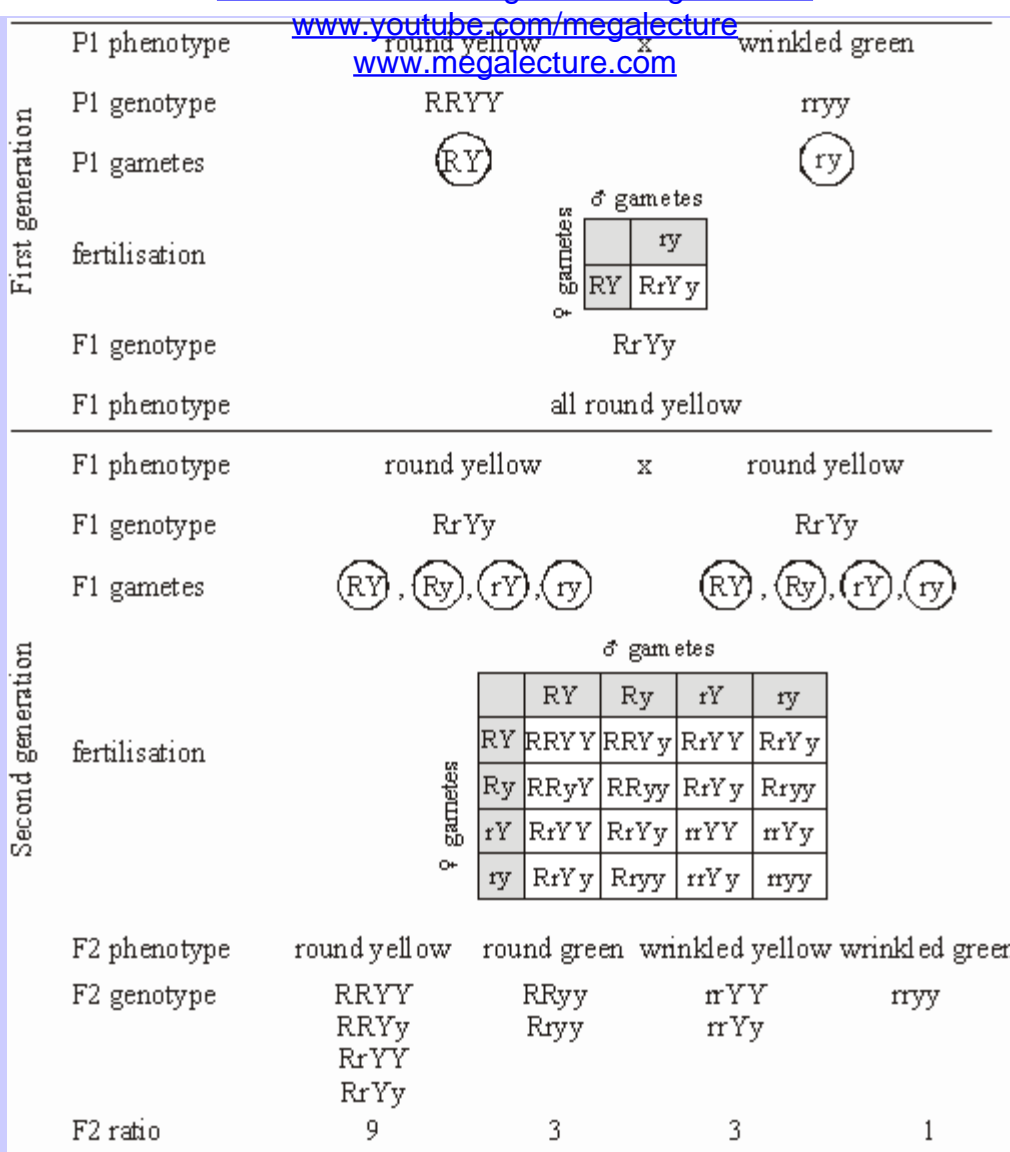 www.youtube.com/megalecture
P1 phenotype round yellow x wrinkled green
www.megalecture.com
P1 genotype RRYY rryy
P1 gametes RY ry
♂ gametes
ry
fertilisation
♀ gametes
RY RrYy
F1 genotype RrYy
F1 phenotype all round yellow
First generation
F1 phenotype round yellow x round yellow
F1 genotype RrYy RrYy
F1 gametes RY , Ry, rY, ry RY , Ry, rY, ry
♂ gametes
RY Ry rY ry
RY RRYY RRYy RrYY RrYy
fertilisation
♀ gametes
Ry RRyY RRyy RrYy Rryy
rY RrYY RrYy rrYY rrYy
ry RrYy Rryy rrYy rryy
Second generation
F2 phenotype round yellow round green wrinkled yellow wrinkled green
F2 genotype RRYY RRyy rrYY rryy
RRYy Rryy rrYy
RrYY
RrYy
F2 ratio 9 3 3 1